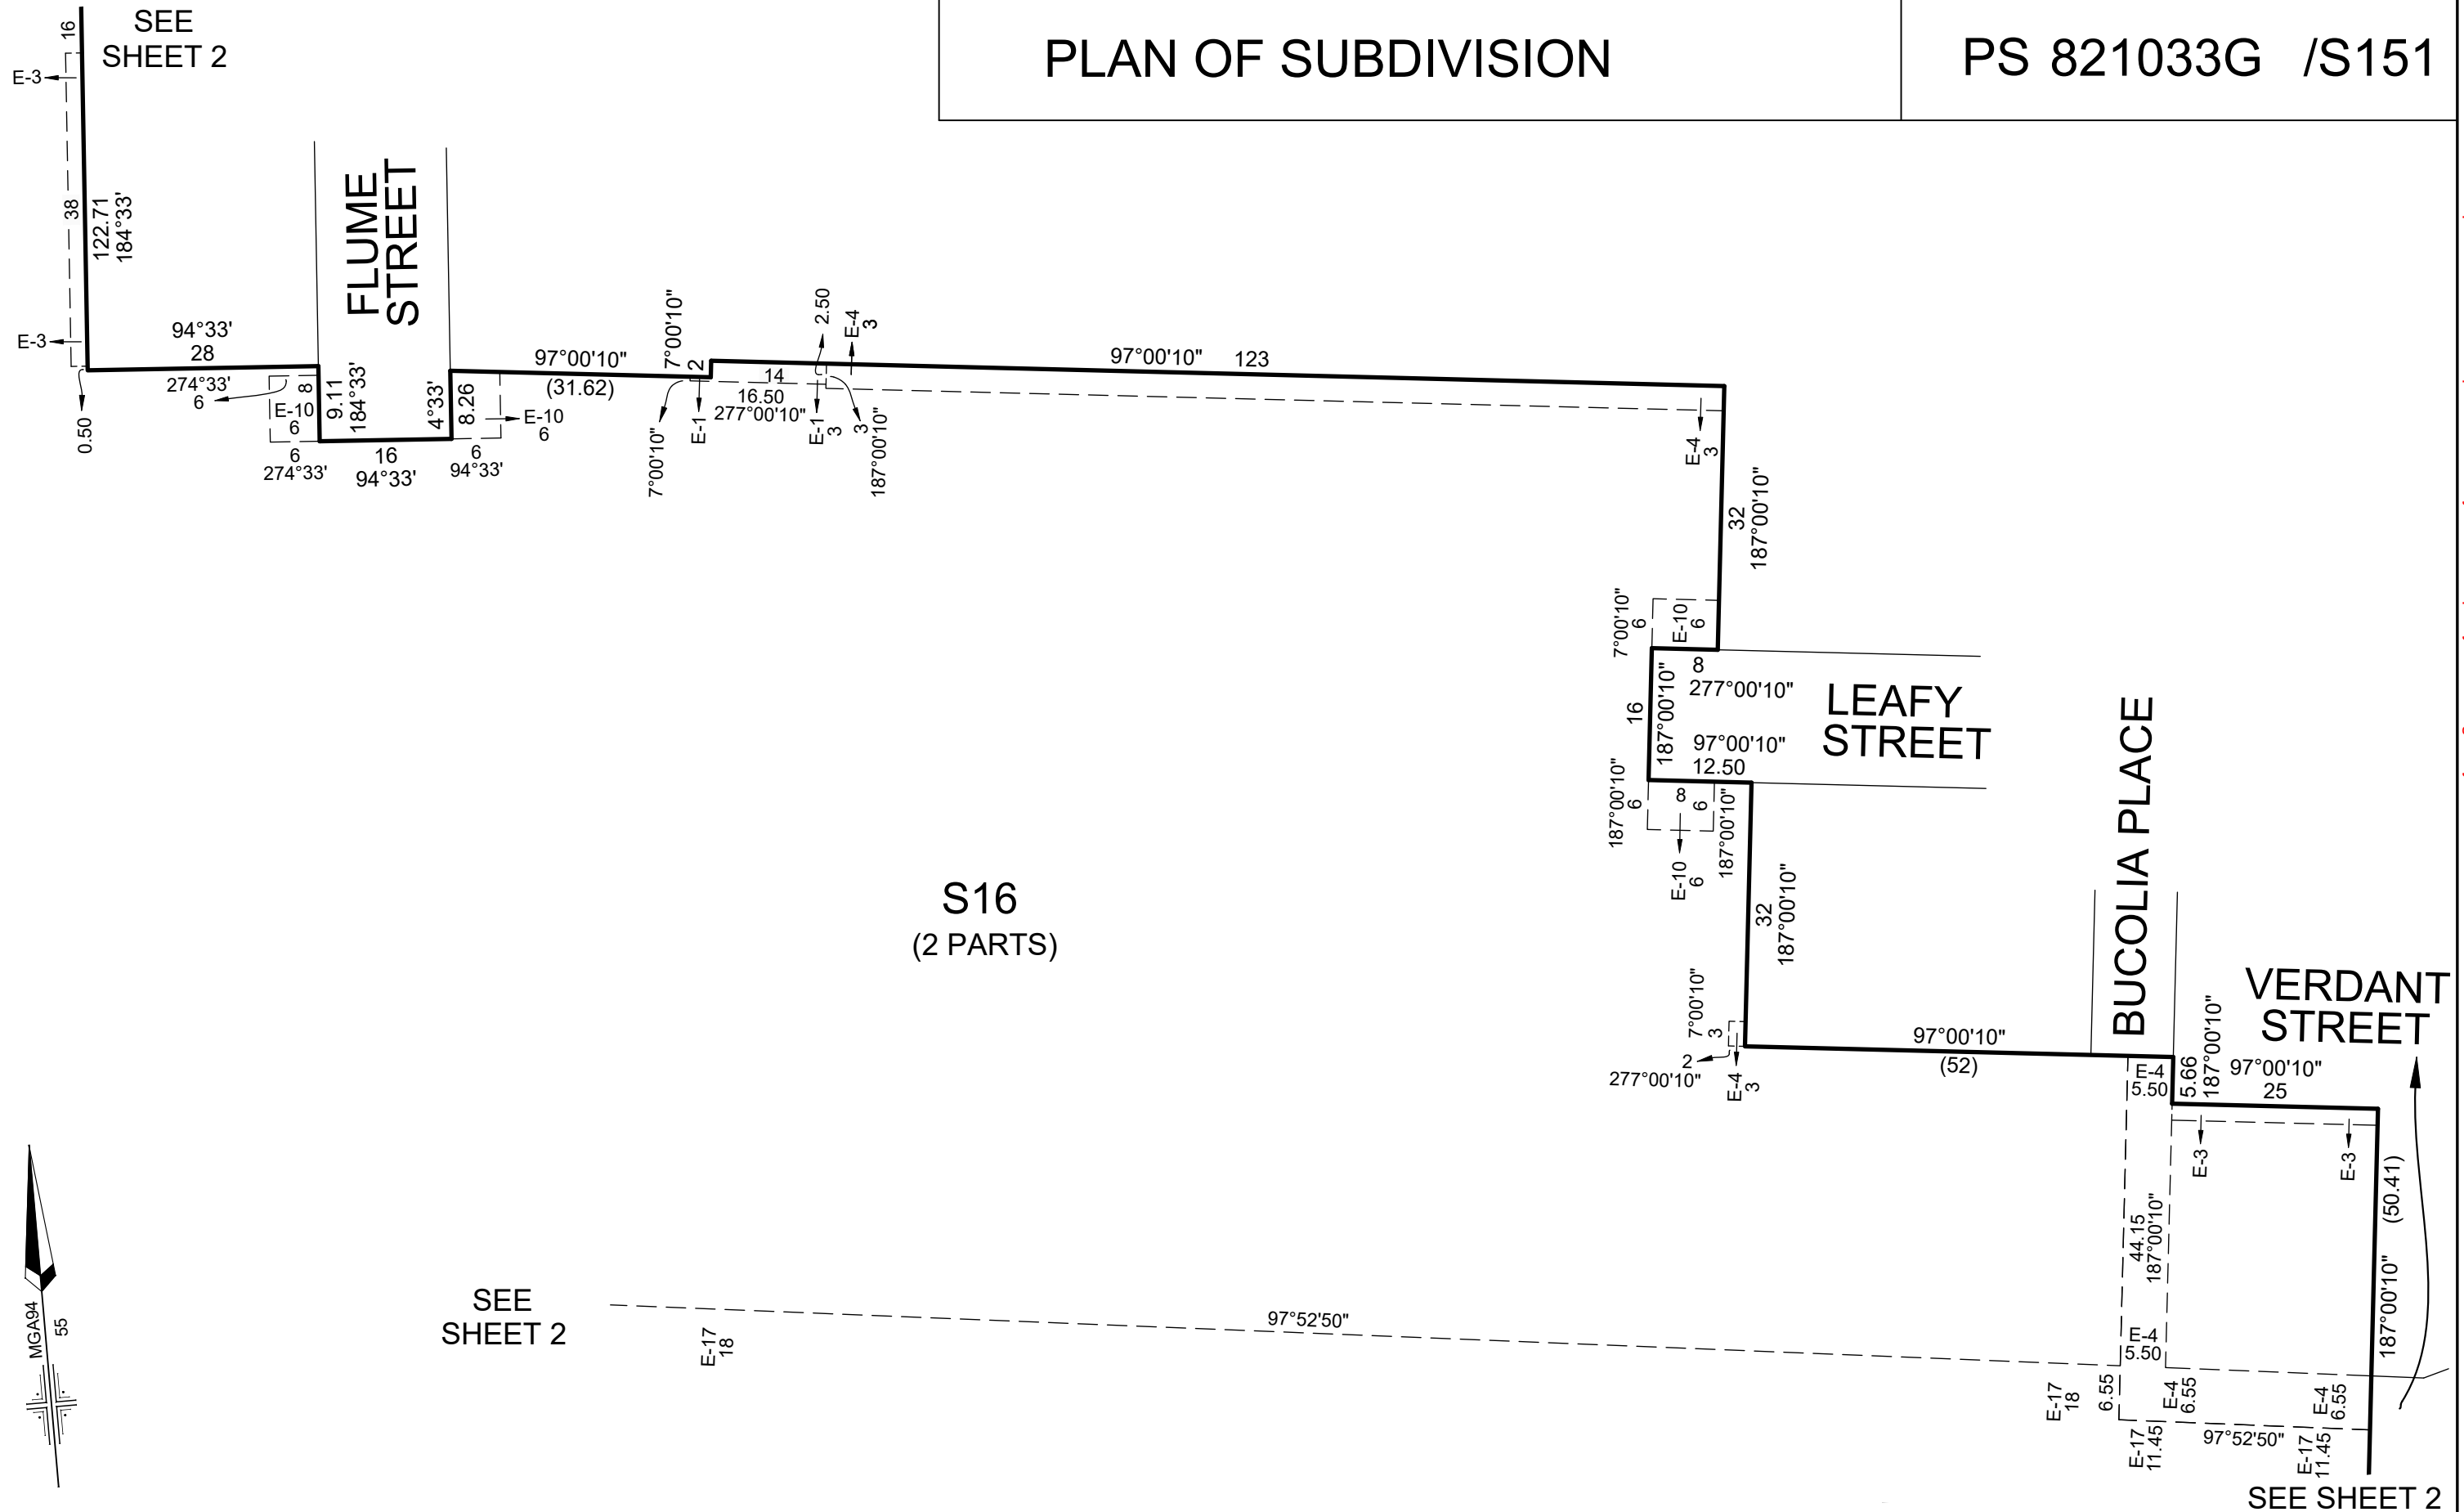 PLAN OF SUBDIVISION
PS 821033G /S151
SEE
SHEET 2
16
E-3
38
122.71
184°33'
E-3
0.50
94°33'
28
274°33'
6
8
E-10
6
6
274°33'
9.11
184°33'
FLUME
STREET
16
94°33'
4°33'
8.26
E-10
6
6
94°33'
97°00'10"
(31.62)
7°00'10"
2
7°00'10"
E-1
14
16.50
277°00'10"
2.50
E-4
3
E-1
3
3
187°00'10"
97°00'10" 123
E-4
3
32
187°00'10"
7°00'10"
6
E-10
6
8
277°00'10"
16
187°00'10"
LEAFY
STREET
97°00'10"
12.50
187°00'10"
6
8
6
187°00'10"
E-10
6
32
187°00'10"
S16
(2 PARTS)
7°00'10"
3
2
277°00'10"
E-4
3
97°00'10"
(52)
BUCOLIA PLACE
VERDANT
STREET
E-4
5.50
5.66
187°00'10"
97°00'10"
25
E-3
E-3
(50.41)
187°00'10"
44.15
187°00'10"
E-4
5.50
SEE
SHEET 2
97°52'50"
E-17
18
E-17
18
6.55
E-4
6.55
E-4
6.55
E-17
11.45
97°52'50"
E-17
11.45
SEE SHEET 2
MGA94
55